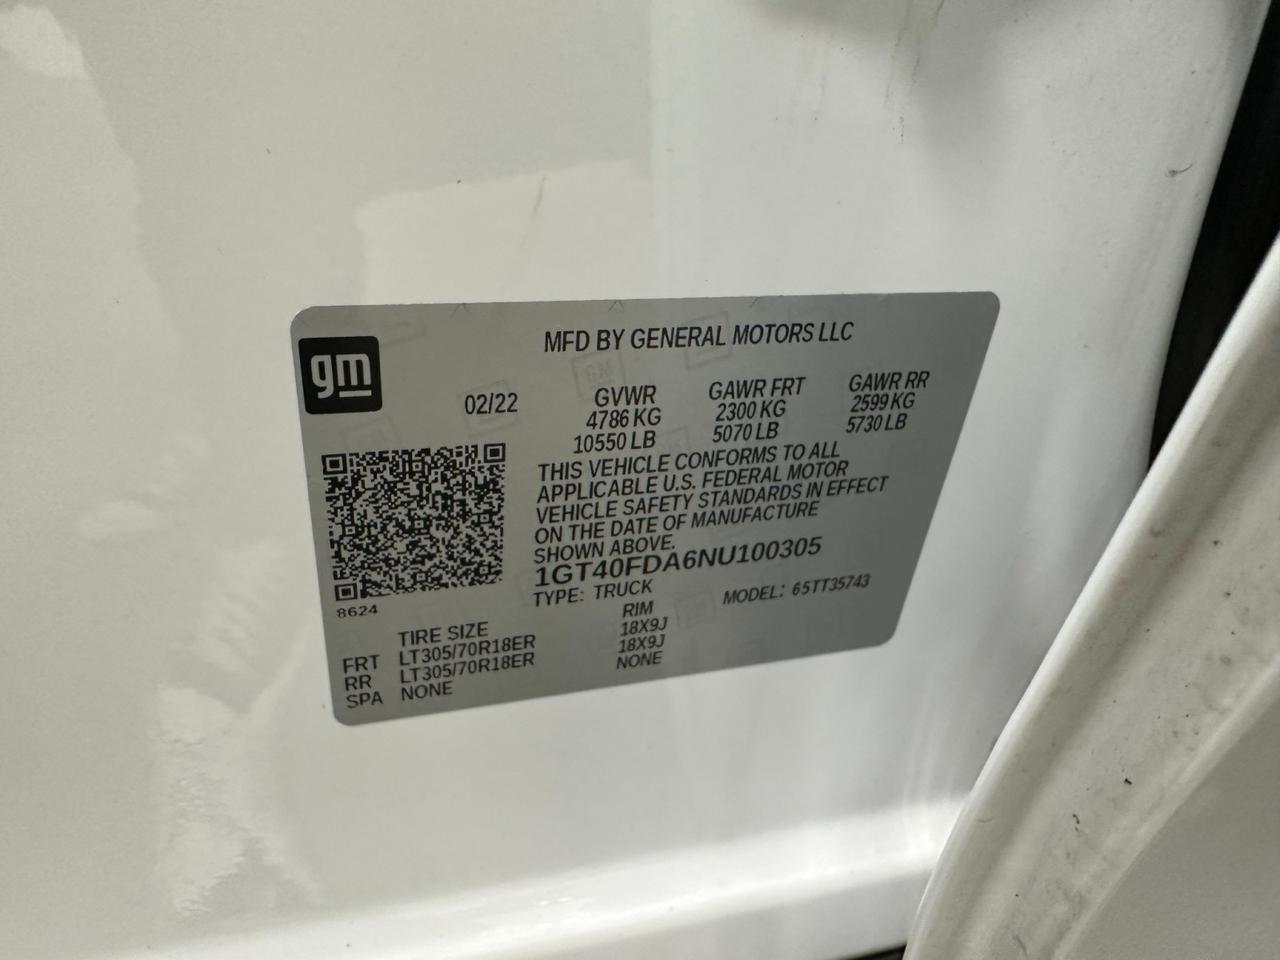 gm
MFD BY GENERAL MOTORS LLC
02/22 GVWR GAWR FRT GAWR RR
4786 KG 2300 KG 2599 KG
10550 LB 5070 LB 5730 LB
THIS VEHICLE CONFORMS TO ALL
APPLICABLE U.S. FEDERAL MOTOR
VEHICLE SAFETY STANDARDS IN EFFECT
ON THE DATE OF MANUFACTURE
SHOWN ABOVE.
1GT40FDA6NU100305
TYPE: TRUCK MODEL: 65TT35743
8624
TIRE SIZE RIM
FRT LT305/70R18ER 18X9J
RR LT305/70R18ER 18X9J
SPA NONE NONE